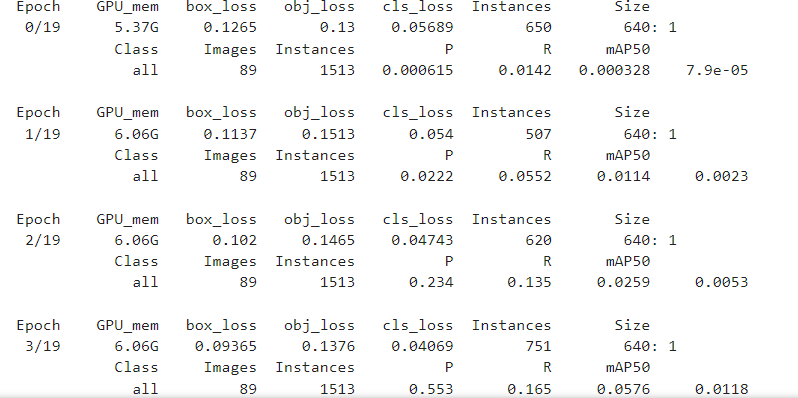 Epoch GPU_mem box_loss obj_loss cls_loss Instances Size
0/19 5.37G 0.1265 0.13 0.05689 650 640: 1
Class Images Instances P R mAP50
all 89 1513 0.000615 0.0142 0.000328 7.9e-05
Epoch GPU_mem box_loss obj_loss cls_loss Instances Size
1/19 6.06G 0.1137 0.1513 0.054 507 640: 1
Class Images Instances P R mAP50
all 89 1513 0.0222 0.0552 0.0114 0.0023
Epoch GPU_mem box_loss obj_loss cls_loss Instances Size
2/19 6.06G 0.102 0.1465 0.04743 620 640: 1
Class Images Instances P R mAP50
all 89 1513 0.234 0.135 0.0259 0.0053
Epoch GPU_mem box_loss obj_loss cls_loss Instances Size
3/19 6.06G 0.09365 0.1376 0.04069 751 640: 1
Class Images Instances P R mAP50
all 89 1513 0.553 0.165 0.0576 0.0118